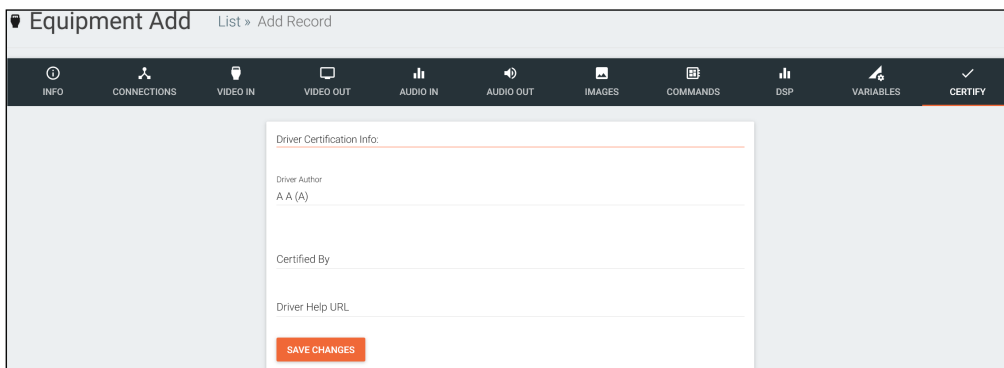 Equipment Add List » Add Record
INFO CONNECTIONS VIDEO IN VIDEO OUT AUDIO IN AUDIO OUT IMAGES COMMANDS DSP VARIABLES CERTIFY
Driver Certification Info:
Driver Author
A A (A)
Certified By
Driver Help URL
SAVE CHANGES